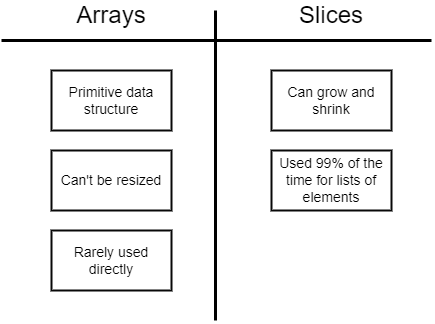 Arrays
Slices
Primitive data
structure
Can't be resized
Rarely used
directly
Can grow and
shrink
Used 99% of the
time for lists of
elements